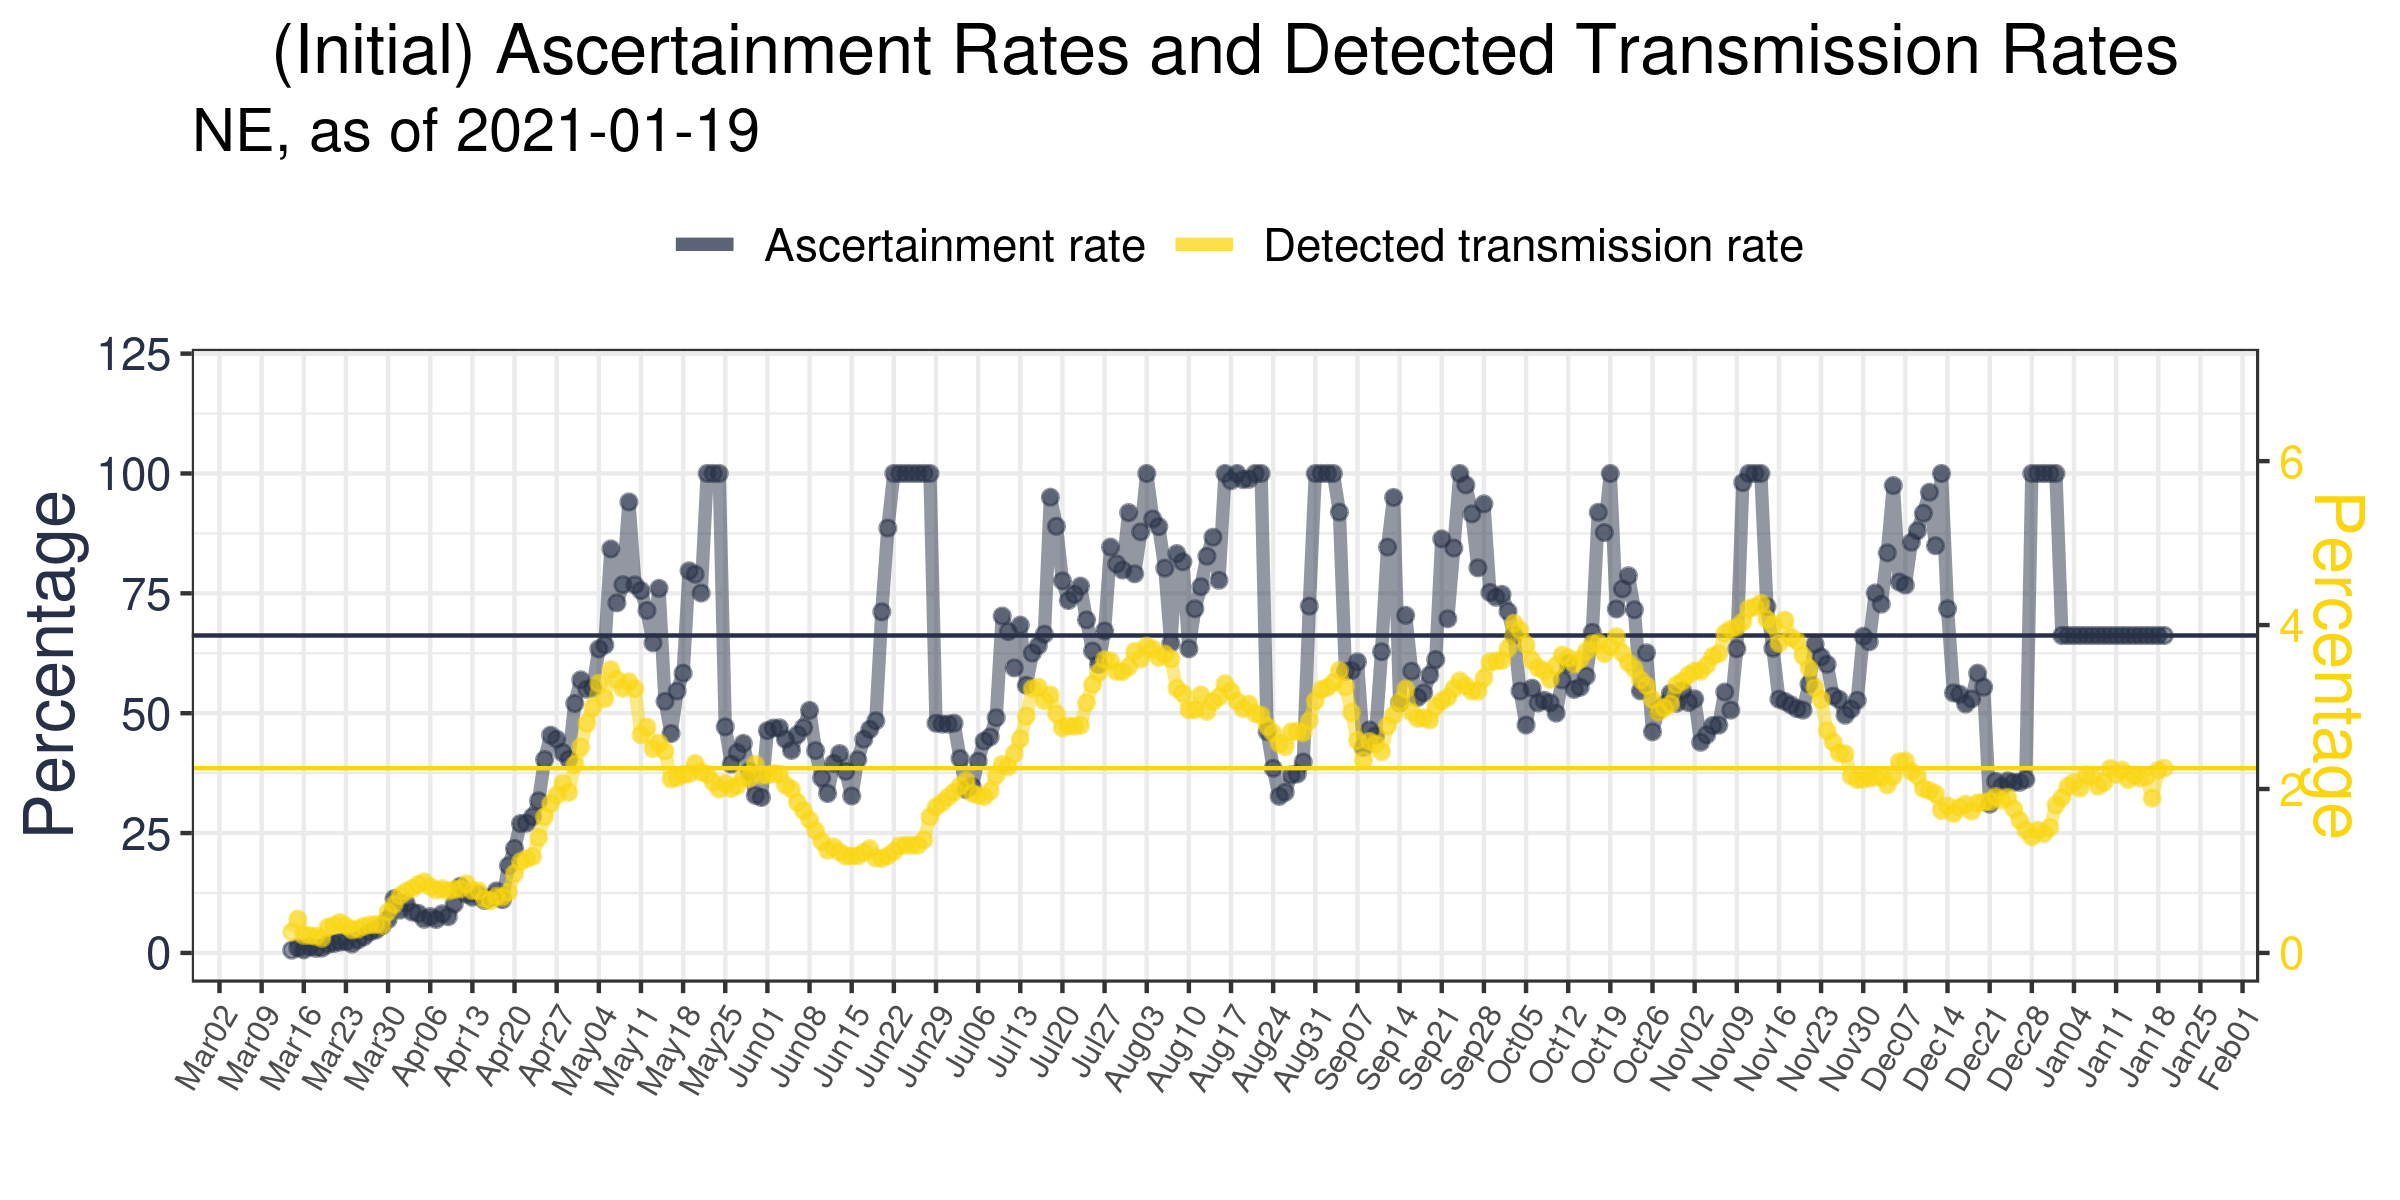 (Initial) Ascertainment Rates and Detected Transmission Rates
NE, as of 2021-01-19
Ascertainment rate
Detected transmission rate
125
100
75
50
25
0
Percentage
6
4
2
0
Percentage
Mar02
Mar09
Mar16
Mar23
Mar30
Apr06
Apr13
Apr20
Apr27
May04
May11
May18
May25
Jun01
Jun08
Jun15
Jun22
Jun29
Jul06
Jul13
Jul20
Jul27
Aug03
Aug10
Aug17
Aug24
Aug31
Sep07
Sep14
Sep21
Sep28
Oct05
Oct12
Oct19
Oct26
Nov02
Nov09
Nov16
Nov23
Nov30
Dec07
Dec14
Dec21
Dec28
Jan04
Jan11
Jan18
Jan25
Feb01